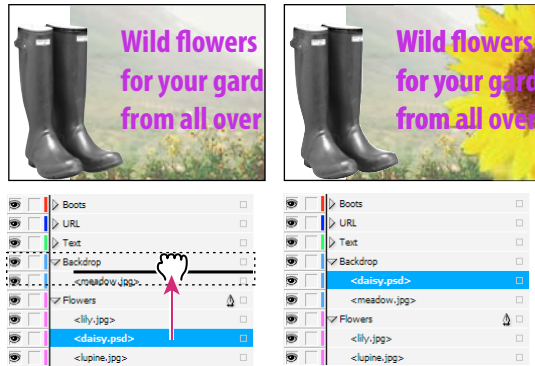 Wild flowers
for your gard
from all over
Wild flowers
for your gard
from all over
Boots
URL
Text
Backdrop
<meadow.jpg>
Flowers
<lily.jpg>
<daisy.psd>
<lupine.jpg>
Boots
URL
Text
Backdrop
<daisy.psd>
<meadow.jpg>
Flowers
<lily.jpg>
<lupine.jpg>